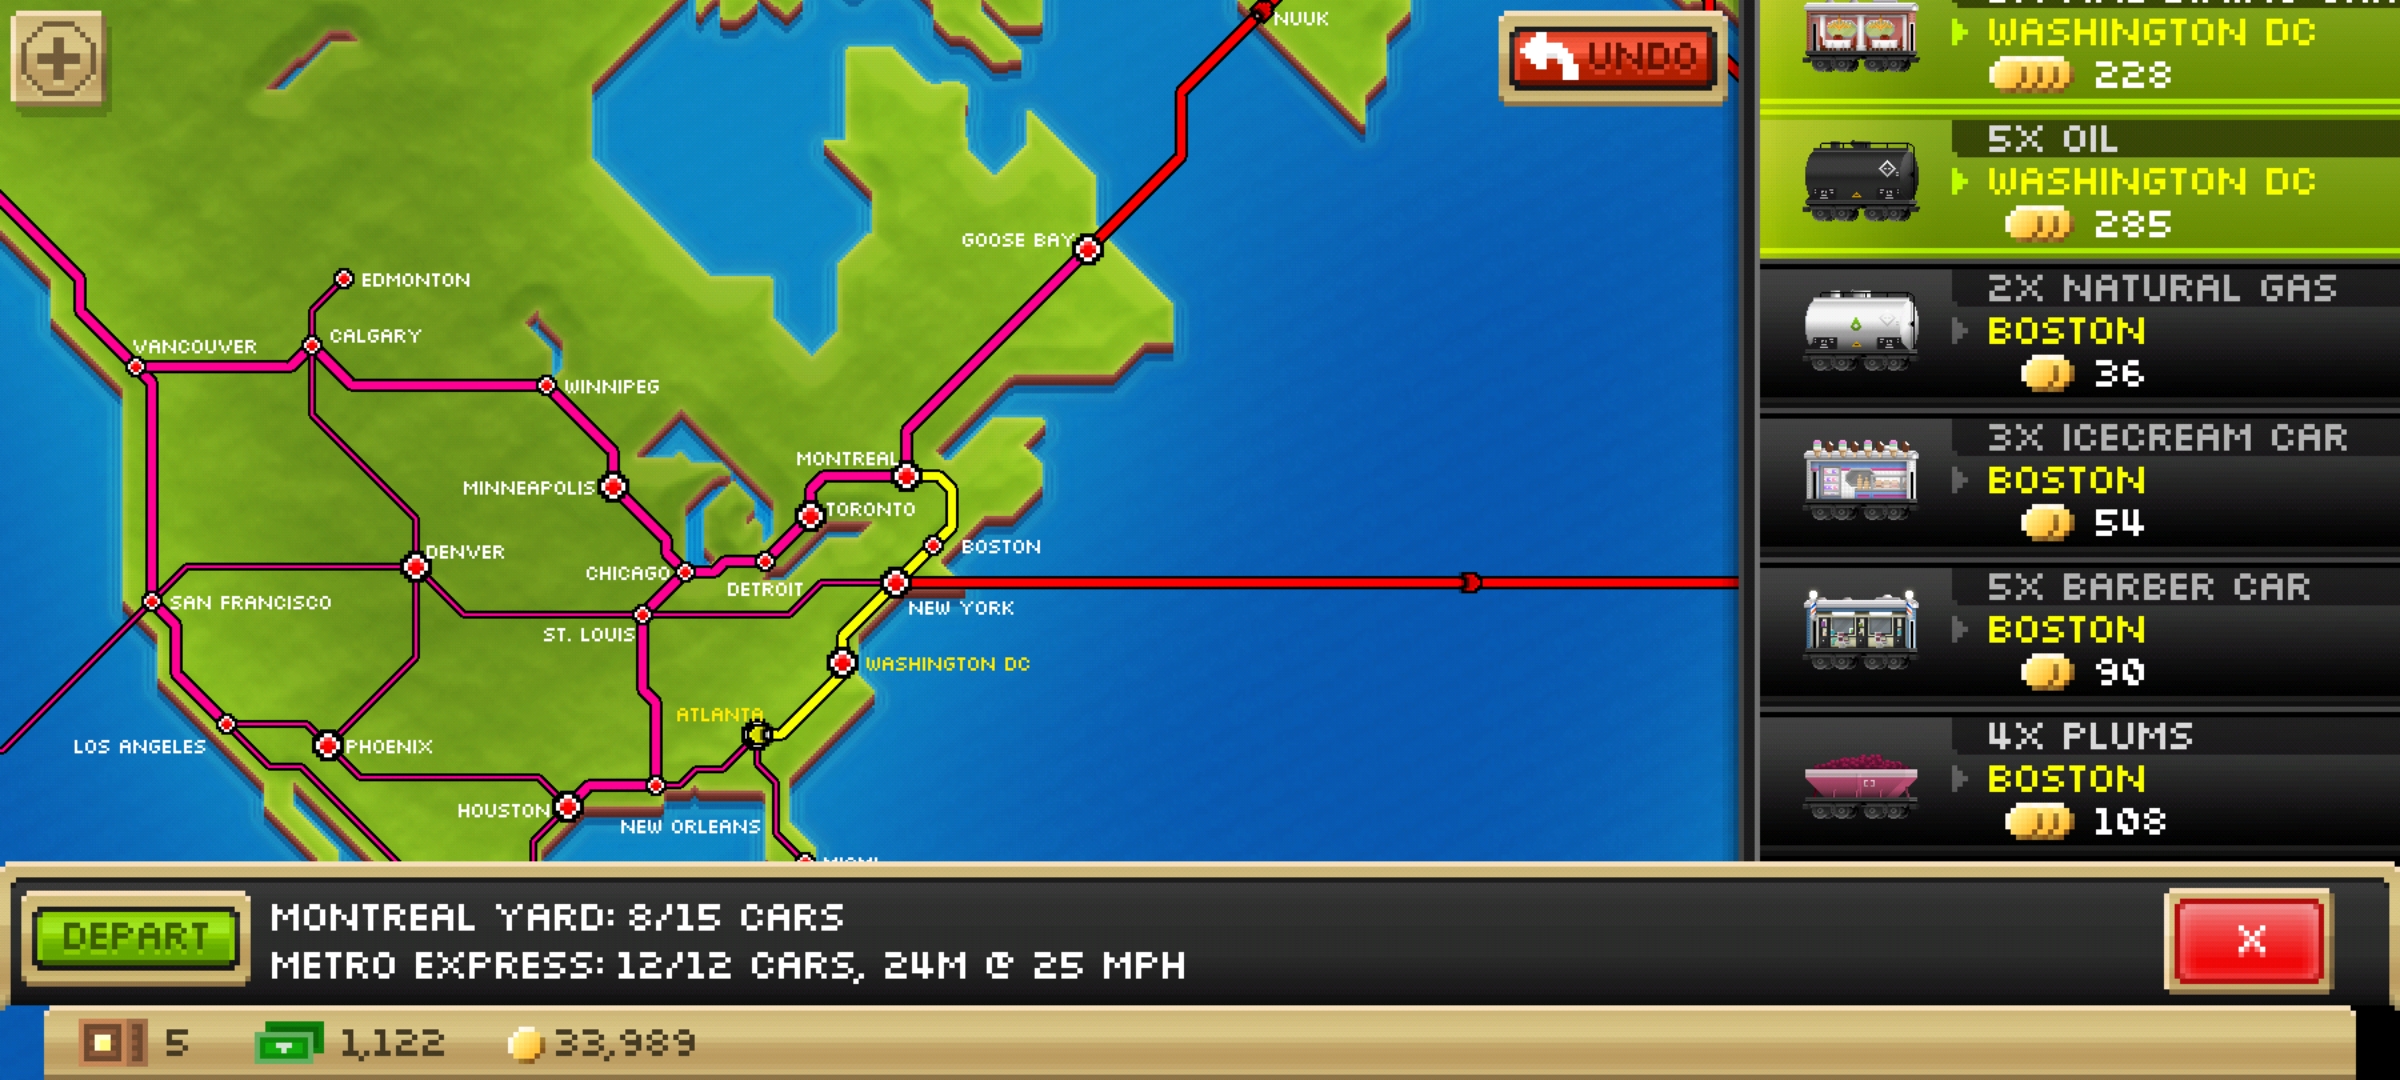 NUUK
UNDO
GOOSE BAY
EDMONTON
CALGARY
VANCOUVER
WINNIPEG
MONTREAL
MINNEAPOLIS
TORONTO
BOSTON
DENVER
CHICAGO
DETROIT
SAN FRANCISCO
NEW YORK
ST. LOUIS
WASHINGTON DC
ATLANTA
LOS ANGELES
PHOENIX
HOUSTON
NEW ORLEANS
MIAMI
WASHINGTON DC
228
5X OIL
WASHINGTON DC
285
2X NATURAL GAS
BOSTON
36
3X ICECREAM CAR
BOSTON
54
5X BARBER CAR
BOSTON
90
4X PLUMS
BOSTON
108
DEPART
MONTREAL YARD: 8/15 CARS
METRO EXPRESS: 12/12 CARS, 24M @ 25 MPH
X
5
1,122
33,989